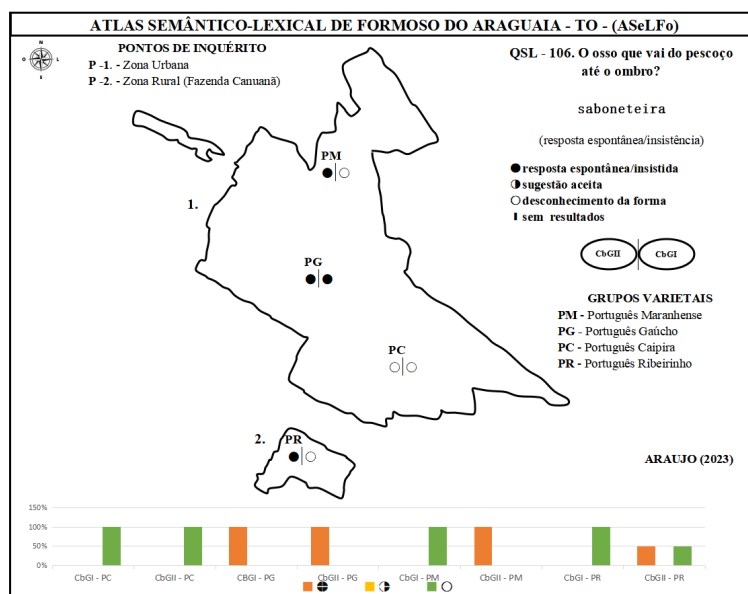 ATLAS SEMÂNTICO-LEXICAL DE FORMOSO DO ARAGUAIA - TO - (ASeLFo)
N
O L
S
PONTOS DE INQUÉRITO
P -1. - Zona Urbana
P -2. - Zona Rural (Fazenda Canuanã)
QSL - 106. O osso que vai do pescoço
até o ombro?
saboneteira
(resposta espontânea/insistência)
resposta espontânea/insistida
sugestão aceita
desconhecimento da forma
sem resultados
CbGII CbGI
GRUPOS VARIETAIS
PM - Português Maranhense
PG - Português Gaúcho
PC - Português Caipira
PR - Português Ribeirinho
PM
1.
PG
PC
2. PR
ARAUJO (2023)
150%
100%
50%
0%
CbGI - PC CbGII - PC CBGI - PG CbGII - PG CbGI - PM CbGII - PM CbGI - PR CbGII - PR